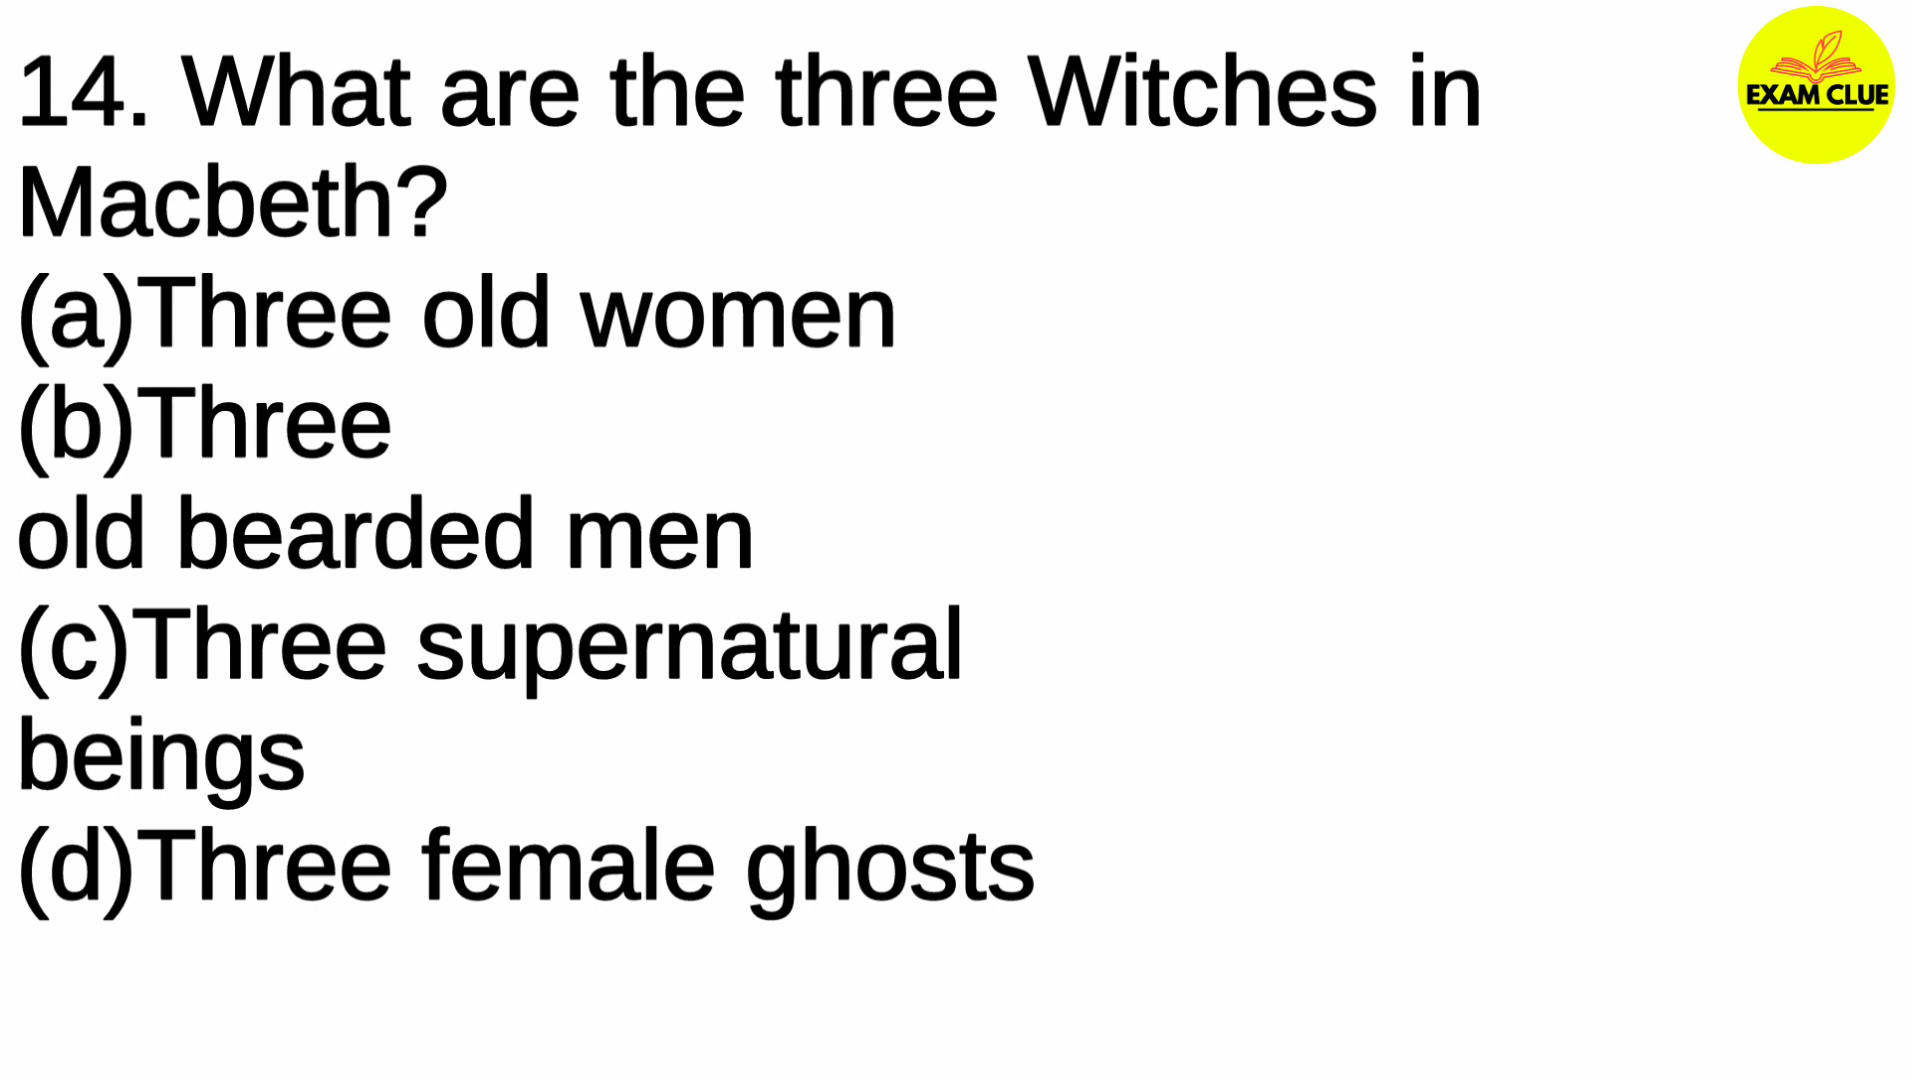 14. What are the three Witches in
Macbeth?
(a)Three old women
(b)Three
old bearded men
(c)Three supernatural
beings
(d)Three female ghosts
EXAM CLUE